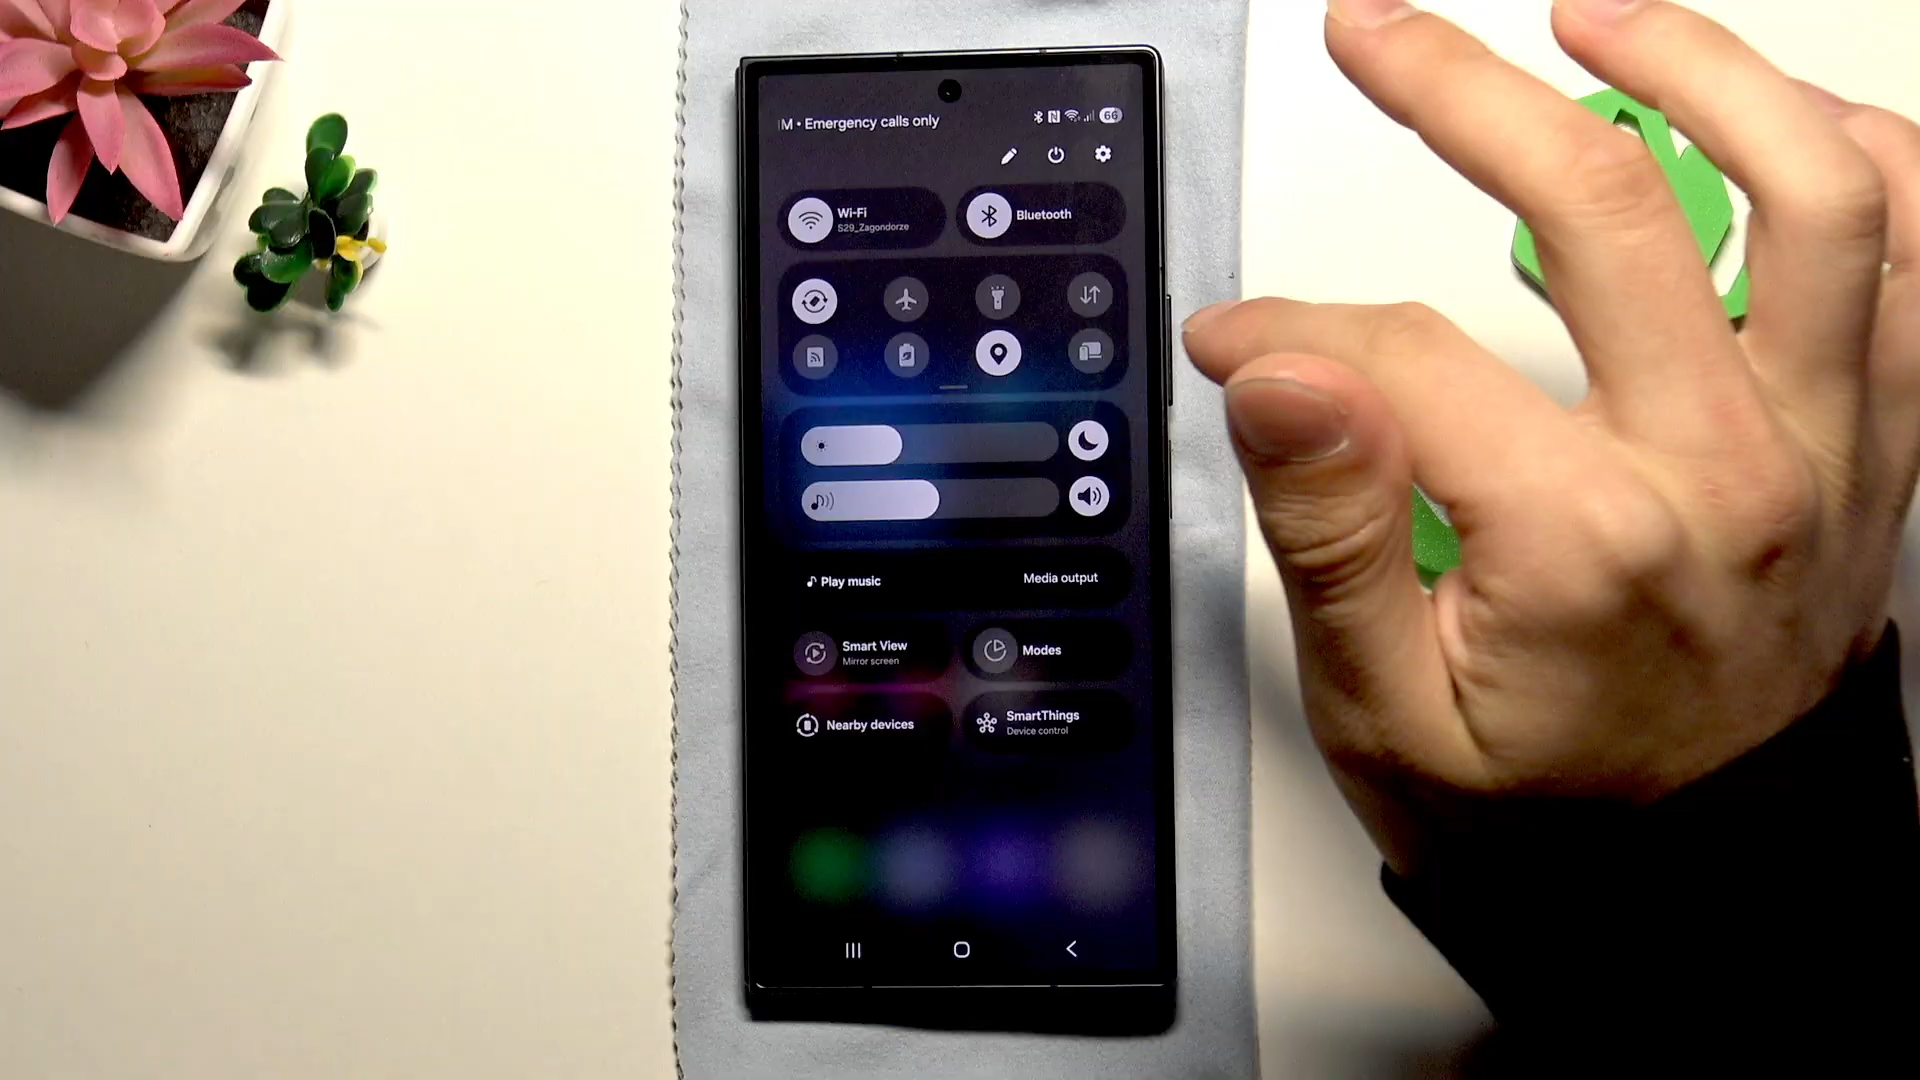 M • Emergency calls only
66
Wi-Fi
S29_Zagondorze
Bluetooth
Play music
Media output
Smart View
Mirror screen
Modes
Nearby devices
SmartThings
Device control